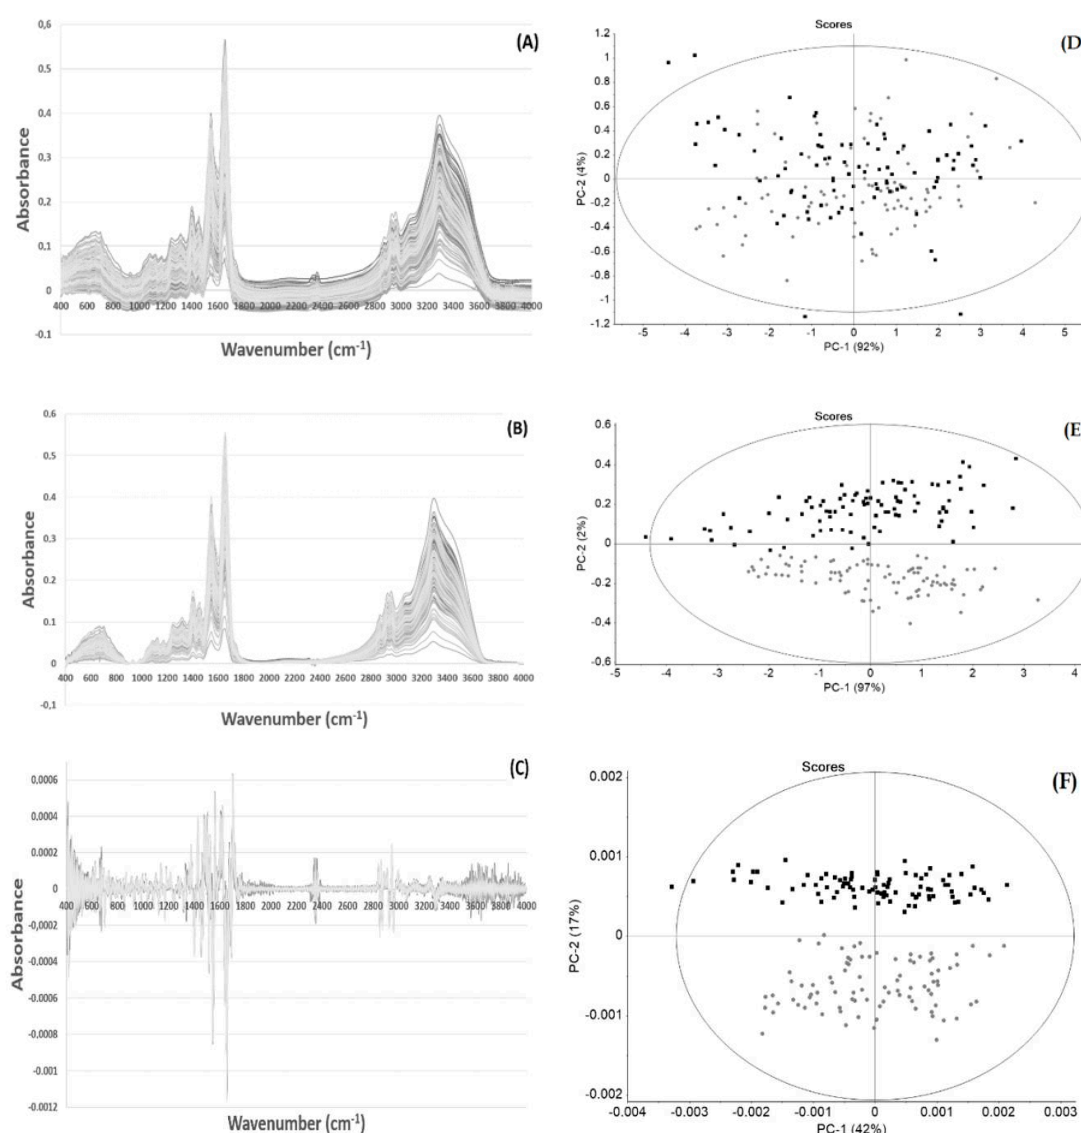 0,6
(A)
0,5
0,4
0,3
0,2
0,1
0
-0.1
400 600 800 1000 1200 1400 1600 1800 2000 2200 2400 2600 2800 3000 3200 3400 3600 3800 4000
Absorbance
Wavenumber (cm-1)
Scores
(D)
1.2
1
0.8
0.6
0.4
0.2
0
-0.2
-0.4
-0.6
-0.8
-1
-1.2
PC-2 (4%)
-5 -4 -3 -2 -1 0 1 2 3 4 5
PC-1 (92%)
0,6
(B)
0,5
0,4
0,3
0,2
0,1
0
-0,1
400 600 800 1000 1200 1400 1600 1800 2000 2200 2400 2600 2800 3000 3200 3400 3600 3800 4000
Absorbance
Wavenumber (cm-1)
Scores
(E)
0.6
0.4
0.2
0
-0.2
-0.4
-0.6
PC-2 (2%)
-5 -4 -3 -2 -1 0 1 2 3 4
PC-1 (97%)
(C)
0.0006
0.0004
0.0002
0
-0.0002
-0.0004
-0.0006
-0.0008
-0.001
-0.0012
400 600 800 1000 1200 1400 1600 1800 2000 2200 2400 2600 2800 3000 3200 3400 3600 3800 4000
Absorbance
Wavenumber (cm-1)
Scores
(F)
0.002
0.001
0
-0.001
-0.002
PC-2 (17%)
-0.004 -0.003 -0.002 -0.001 0 0.001 0.002 0.003
PC-1 (42%)